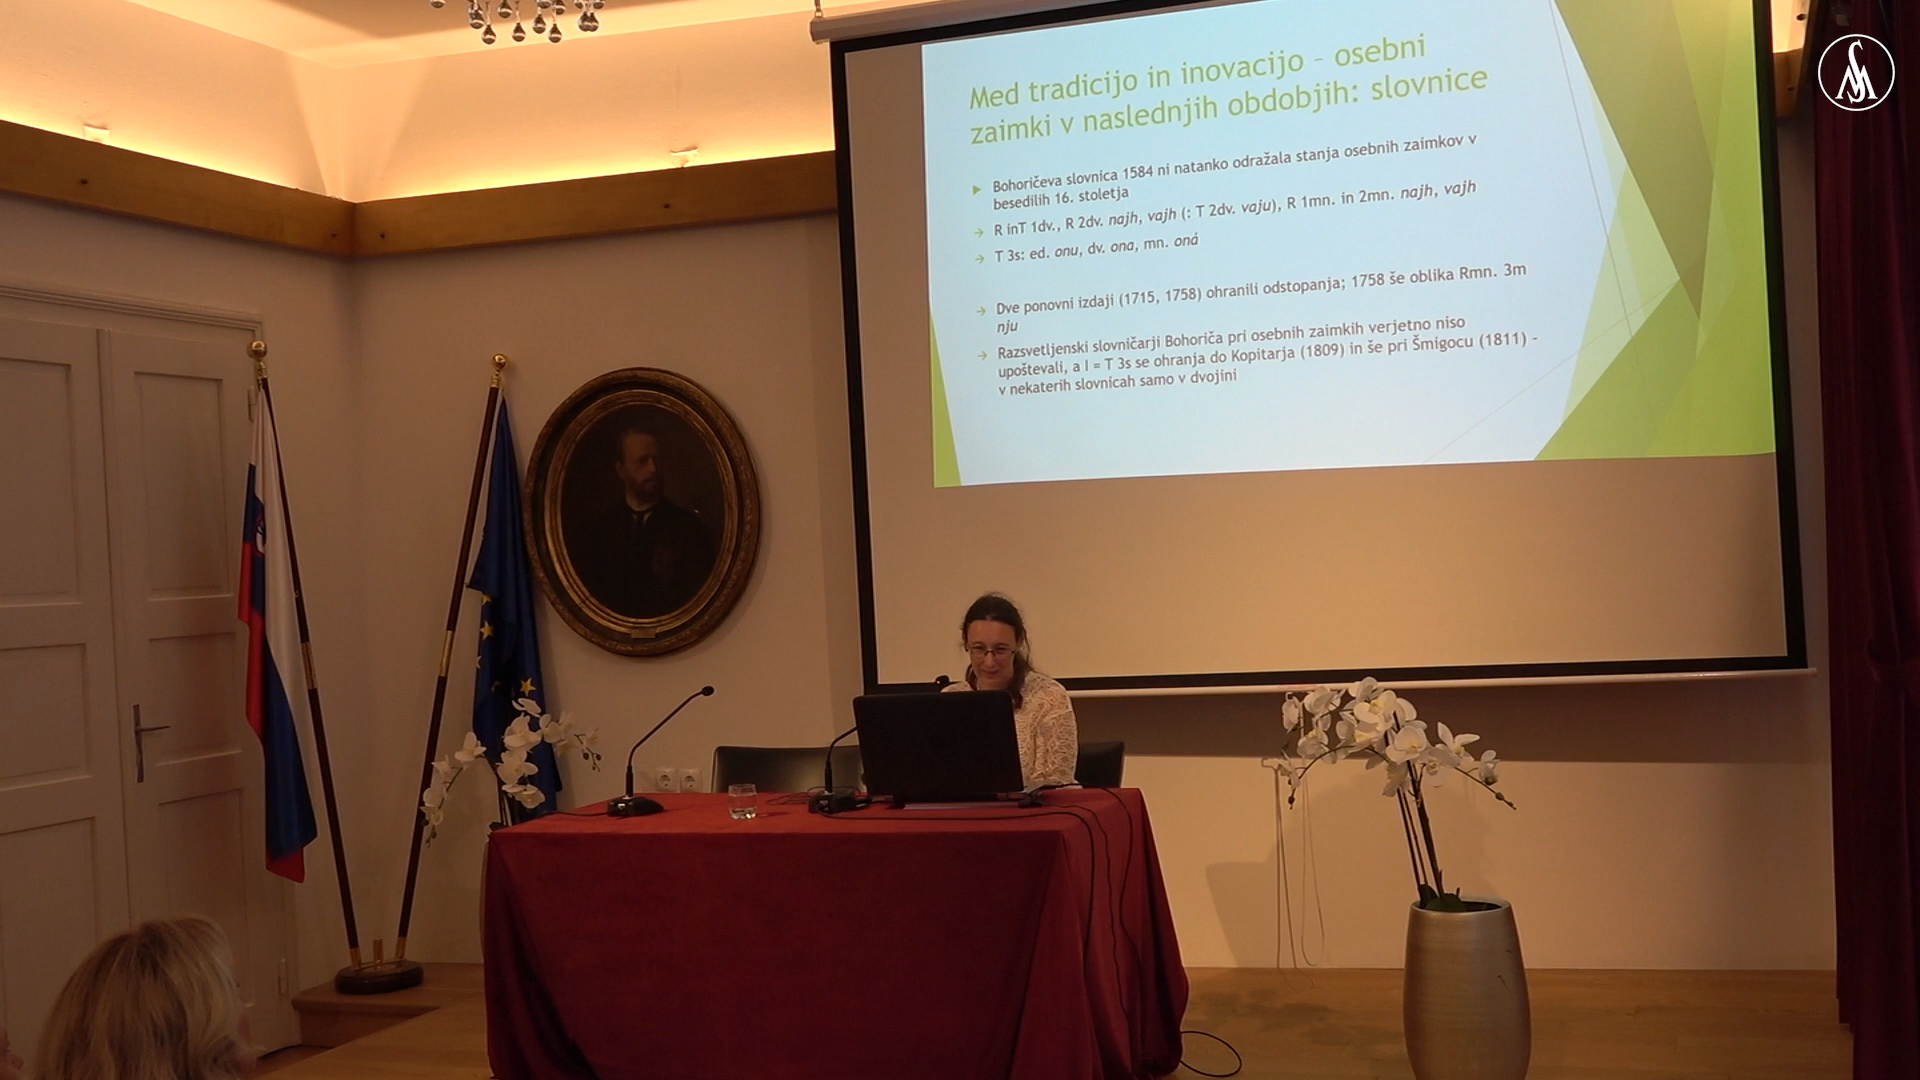 Med tradicijo in inovacijo – osebni
zaimki v naslednjih obdobjih: slovnice
Bohoričeva slovnica 1584 ni natanko odražala stanja osebnih zaimkov v
besedilih 16. stoletja
R inT 1dv., R 2dv. najh, vajh (: T 2dv. vaju), R 1mn. in 2mn. najh, vajh
T 3s: ed. onu, dv. ona, mn. oná
Dve ponovni izdaji (1715, 1758) ohranili odstopanja; 1758 še oblika Rmn. 3m
nju
Razsvetljenski slovničarji Bohoriča pri osebnih zaimkih verjetno niso
upoštevali, a I = T 3s se ohranja do Kopitarja (1809) in še pri Šmigocu (1811) -
v nekaterih slovnicah samo v dvojini